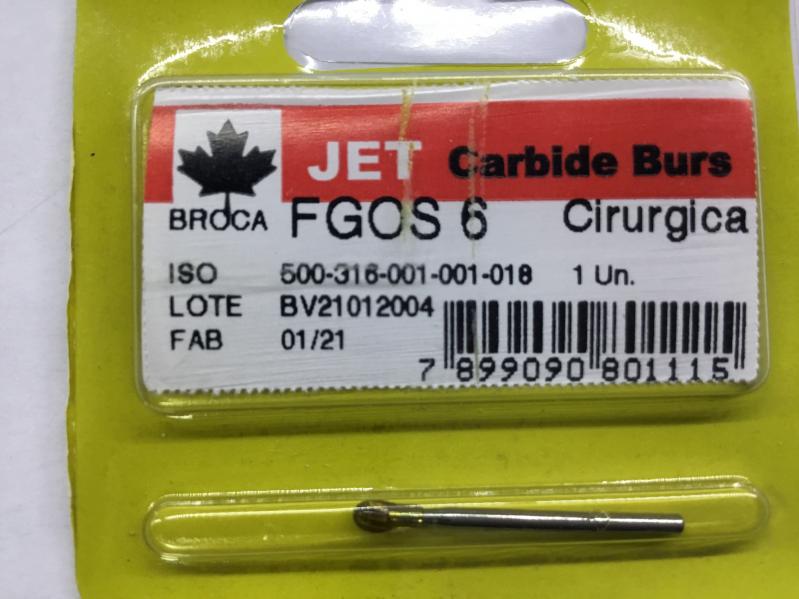 JET Carbide Burs
BROCA FGOS 6 Cirurgica
ISO 500-316-001-001-018 1 Un.
LOTE BV21012004
FAB 01/21
7 899090 801115